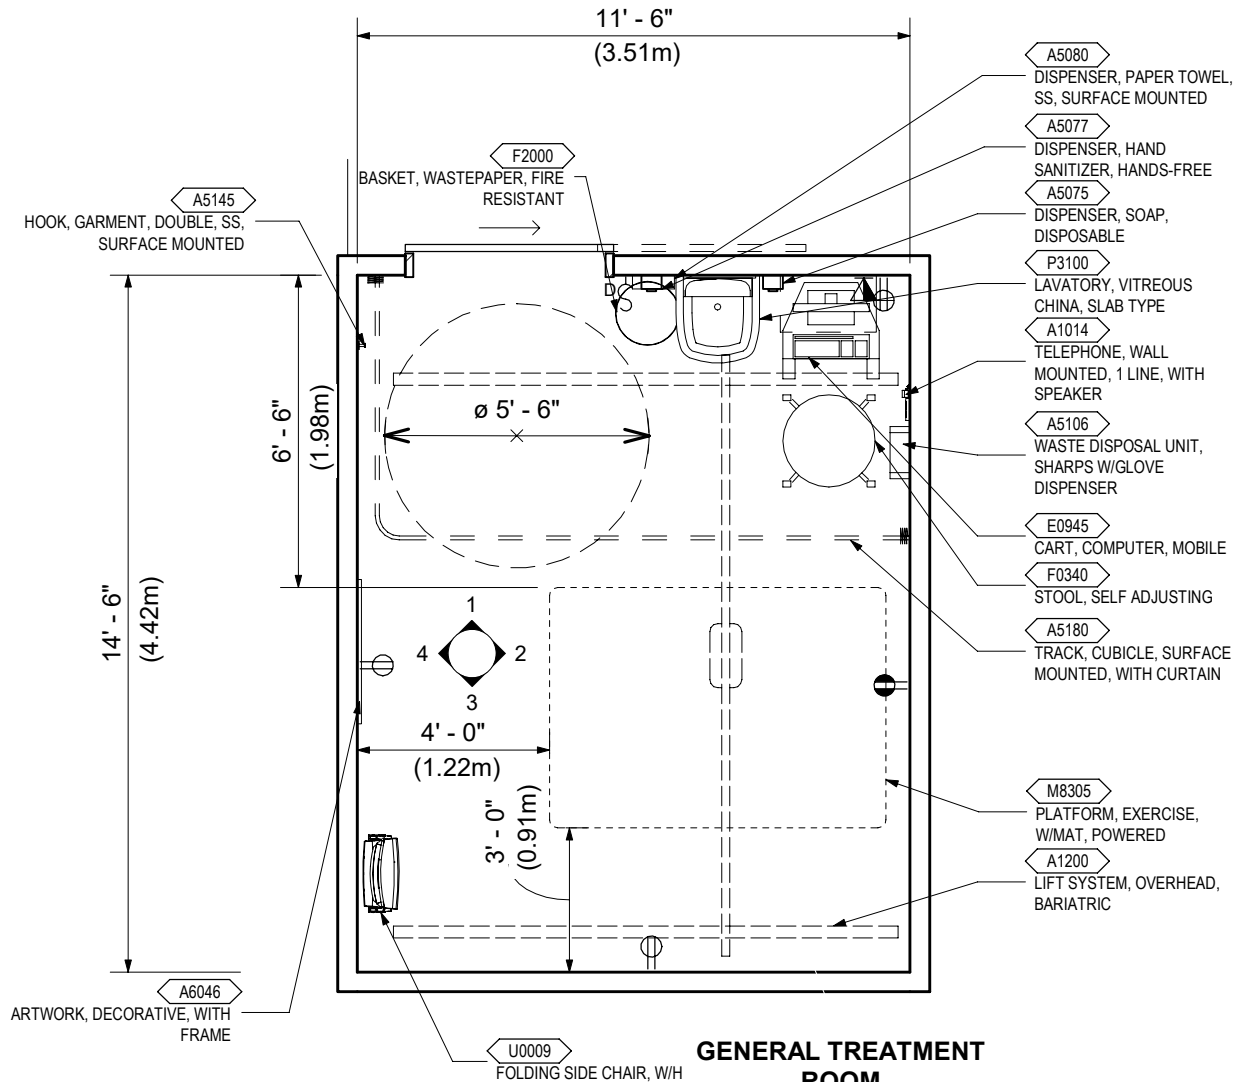 11' - 6"
(3.51m)
A5080
DISPENSER, PAPER TOWEL,
SS, SURFACE MOUNTED
A5077
DISPENSER, HAND
SANITIZER, HANDS-FREE
F2000
BASKET, WASTEPAPER, FIRE
RESISTANT
A5145
HOOK, GARMENT, DOUBLE, SS,
SURFACE MOUNTED
A5075
DISPENSER, SOAP,
DISPOSABLE
P3100
LAVATORY, VITREOUS
CHINA, SLAB TYPE
A1014
TELEPHONE, WALL
MOUNTED, 1 LINE, WITH
SPEAKER
6' - 6"
(1.98m)
ø 5' - 6"
A5106
WASTE DISPOSAL UNIT,
SHARPS W/GLOVE
DISPENSER
E0945
CART, COMPUTER, MOBILE
F0340
STOOL, SELF ADJUSTING
A5180
TRACK, CUBICLE, SURFACE
MOUNTED, WITH CURTAIN
14' - 6"
(4.42m)
1
4
2
3
4' - 0"
(1.22m)
3' - 0"
(0.91m)
M8305
PLATFORM, EXERCISE,
W/MAT, POWERED
A1200
LIFT SYSTEM, OVERHEAD,
BARIATRIC
A6046
ARTWORK, DECORATIVE, WITH
FRAME
U0009
FOLDING SIDE CHAIR, W/H
GENERAL TREATMENT
ROOM